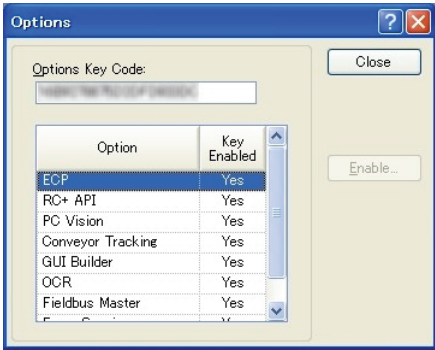 Options
Options Key Code:
Close
Option Key Enabled
Enable...
ECP Yes
RC+ API Yes
PC Vision Yes
Conveyor Tracking Yes
GUI Builder Yes
OCR Yes
Fieldbus Master Yes